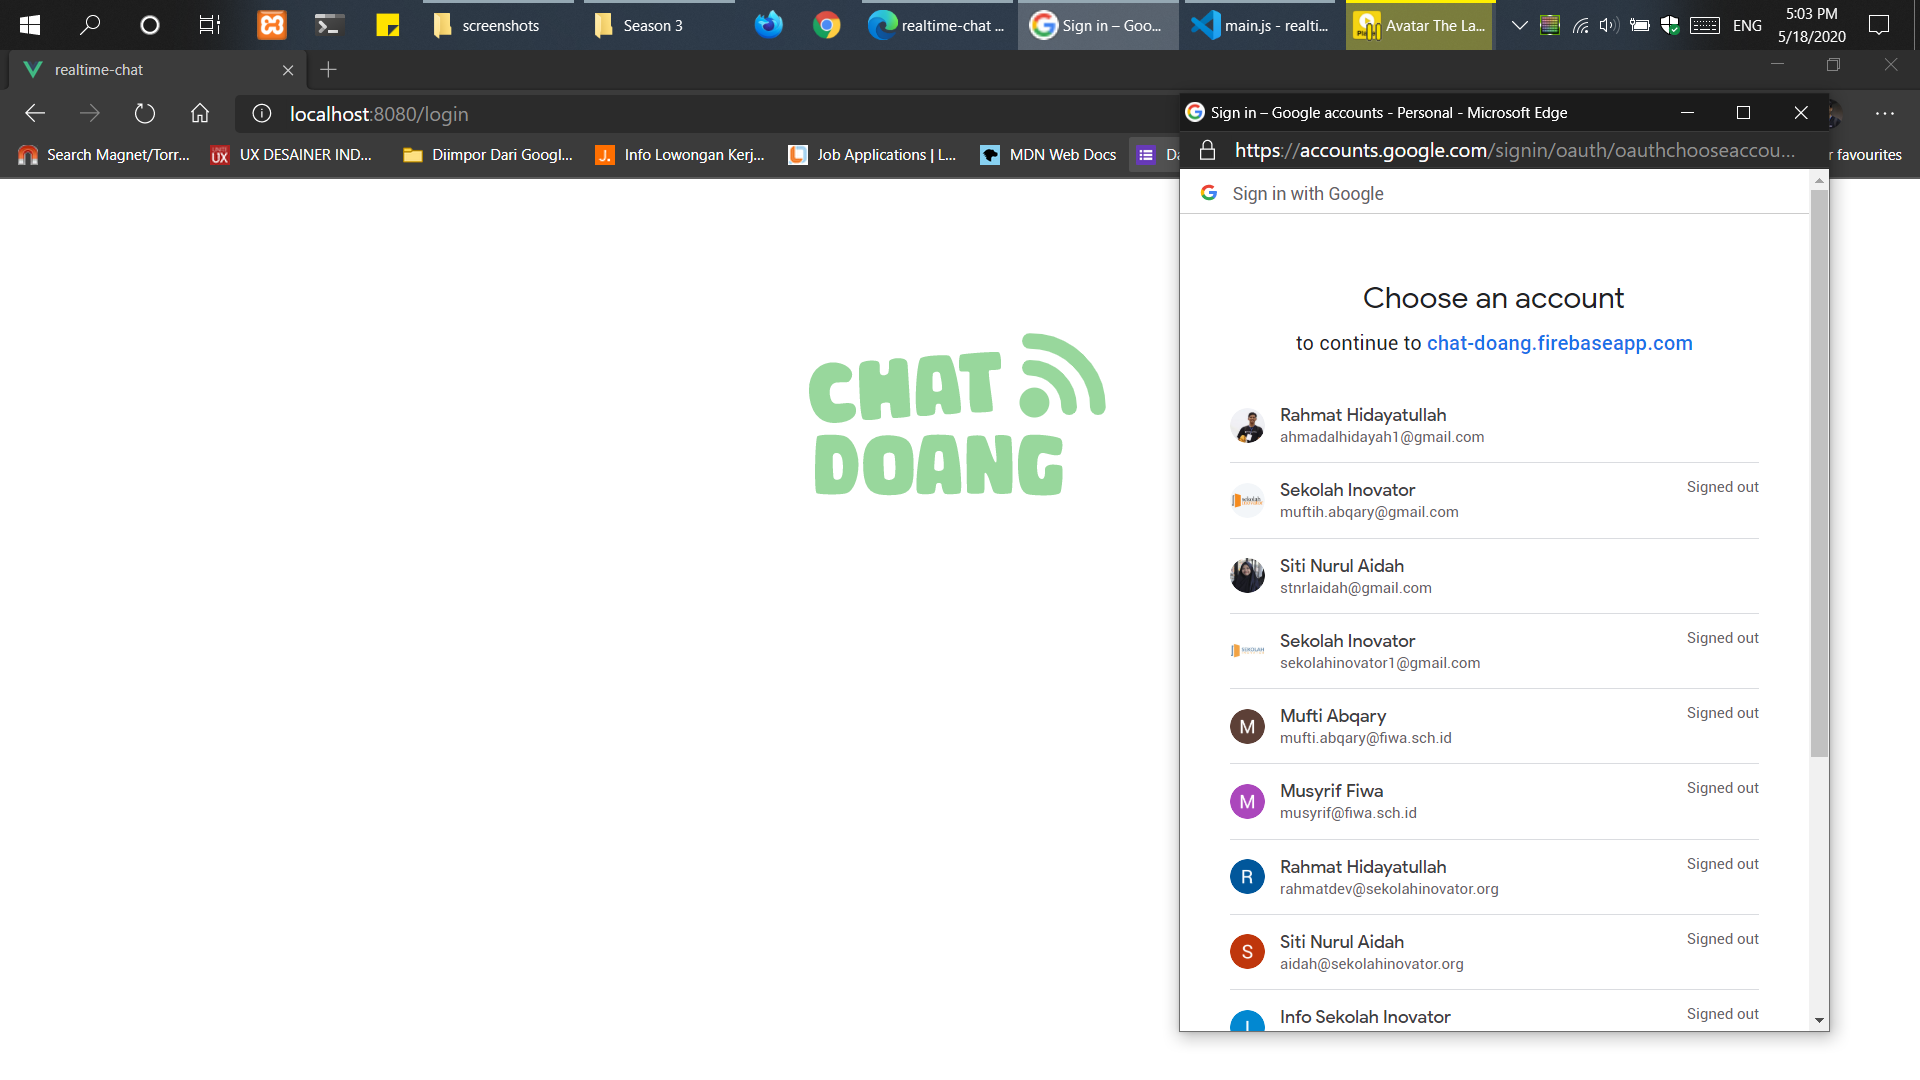 screenshots
Season 3
realtime-chat ...
Sign in – Goo...
main.js - realti...
Avatar The La...
ENG
5:03 PM
5/18/2020
realtime-chat
localhost:8080/login
Search Magnet/Torr...
UX DESAINER IND...
Diimpor Dari Googl...
Info Lowongan Kerj...
Job Applications | L...
MDN Web Docs
r favourites
Sign in – Google accounts - Personal - Microsoft Edge
https://accounts.google.com/signin/oauth/oauthchooseaccou...
Sign in with Google
Choose an account
to continue to chat-doang.firebaseapp.com
CHAT
DOANG
Rahmat Hidayatullah
ahmadalhidayah1@gmail.com
Sekolah Inovator
Signed out
muftih.abqary@gmail.com
Siti Nurul Aidah
stnrlaidah@gmail.com
Sekolah Inovator
Signed out
sekolahinovator1@gmail.com
M
Mufti Abqary
Signed out
mufti.abqary@fiwa.sch.id
M
Musyrif Fiwa
Signed out
musyrif@fiwa.sch.id
R
Rahmat Hidayatullah
Signed out
rahmatdev@sekolahinovator.org
S
Siti Nurul Aidah
Signed out
aidah@sekolahinovator.org
Info Sekolah Inovator
Signed out